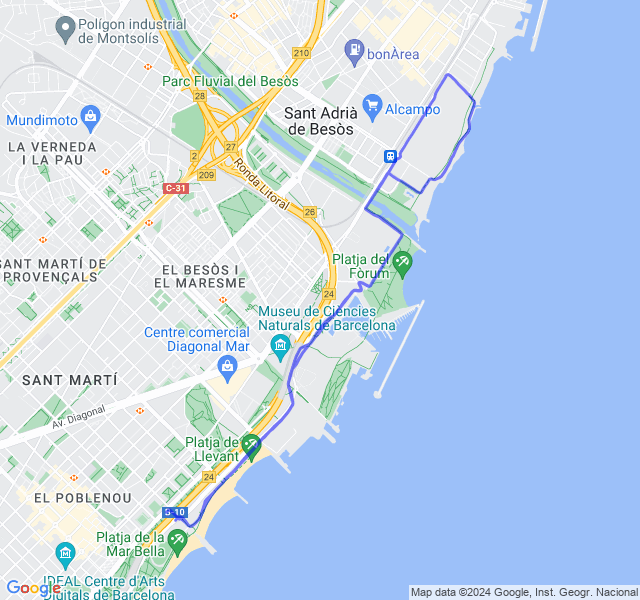 Polígon industrial
de Montsolís
210
bonÀrea
Parc Fluvial del Besòs
28
Sant Adrià
de Besòs
Alcampo
Mundimoto
LA VERNEDA
I LA PAU
2
27
209
Ronda Litoral
C-31
26
SANT MARTÍ DE
PROVENÇALS
EL BESÒS I
EL MARESME
Platja del
Fòrum
24
Museu de Ciències
Naturals de Barcelona
Centre comercial
Diagonal Mar
SANT MARTÍ
Av. Diagonal
Platja de
Llevant
24
EL POBLENOU
B-10
Platja de la
Mar Bella
IDEAL Centre d'Arts
Digitals de Barcelona
Google
Map data ©2024 Google, Inst. Geogr. Nacional